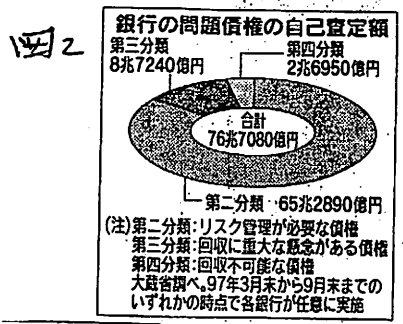 図2
銀行の問題債権の自己査定額
第三分類
8兆7240億円
第四分類
2兆6950億円
合計
76兆7080億円
第二分類 65兆2890億円
(注)第二分類:リスク管理が必要な債権
第三分類:回収に重大な懸念がある債権
第四分類:回収不可能な債権
大蔵省調べ。97年3月末から9月末までの
いずれかの時点で各銀行が任意に実施